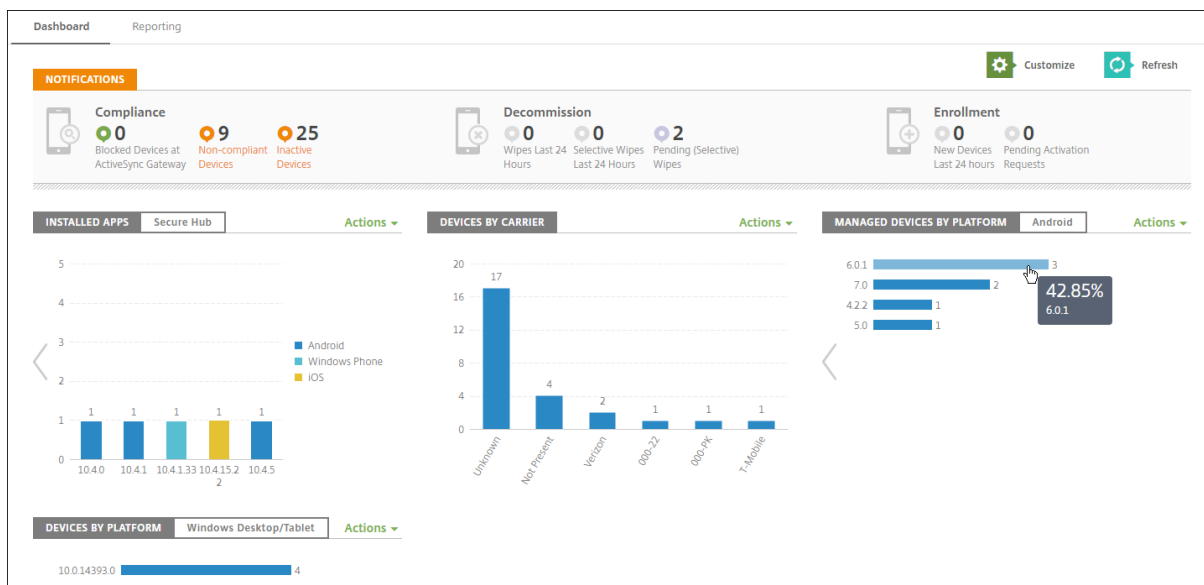 Dashboard Reporting
Customize Refresh
NOTIFICATIONS
Compliance
0 9 25
Blocked Devices at Non-compliant Inactive
ActiveSync Gateway Devices Devices
Decommission
0 0 2
Wipes Last 24 Selective Wipes Pending (Selective)
Hours Last 24 Hours Wipes
Enrollment
0 0
New Devices Pending Activation
Last 24 hours Requests
INSTALLED APPS Secure Hub Actions
5
4
3
2
1
0
1 1 1 1 1
10.4.0 10.4.1 10.4.1.33 10.4.15.2 10.4.5
2
Android
Windows Phone
iOS
DEVICES BY CARRIER Actions
20
16
12
8
4
0
17 4 2 1 1 1
Unknown Not Present Verizon 000-22 000-PK T-Mobile
MANAGED DEVICES BY PLATFORM Android Actions
6.0.1 3
7.0 2
4.2.2 1
5.0 1
42.85%
6.0.1
DEVICES BY PLATFORM Windows Desktop/Tablet Actions
10.0.14393.0 4